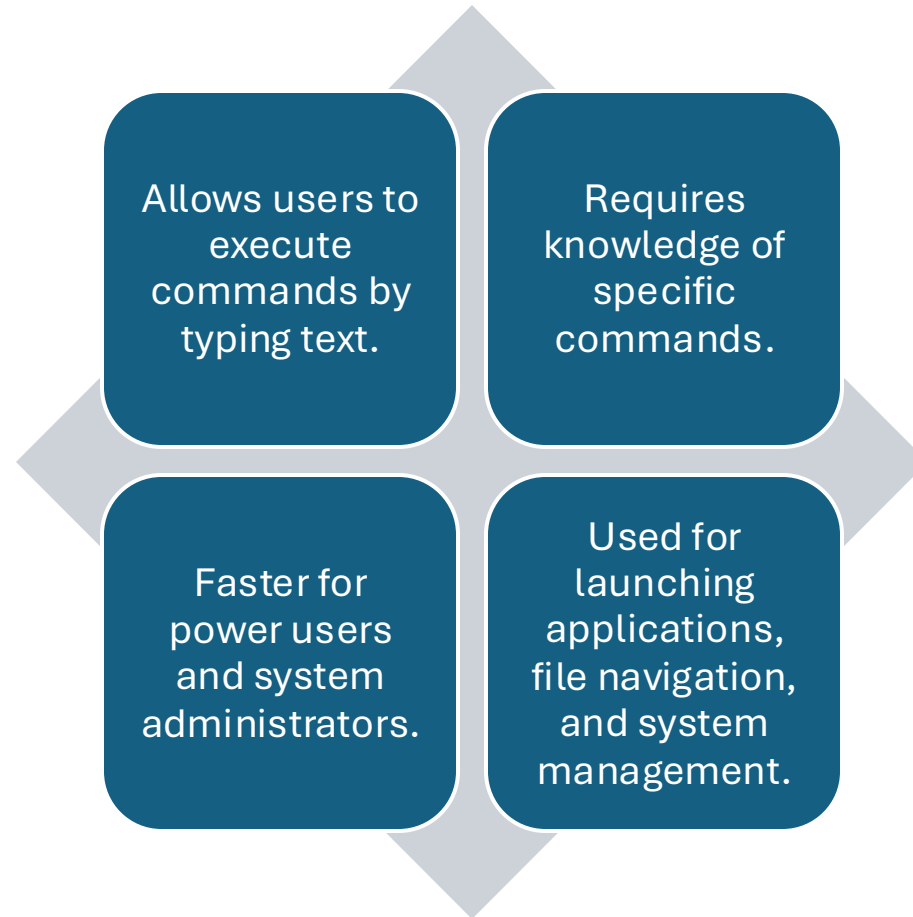 Allows users to
execute
commands by
typing text.
Requires
knowledge of
specific
commands.
Faster for
power users
and system
administrators.
Used for
launching
applications,
file navigation,
and system
management.